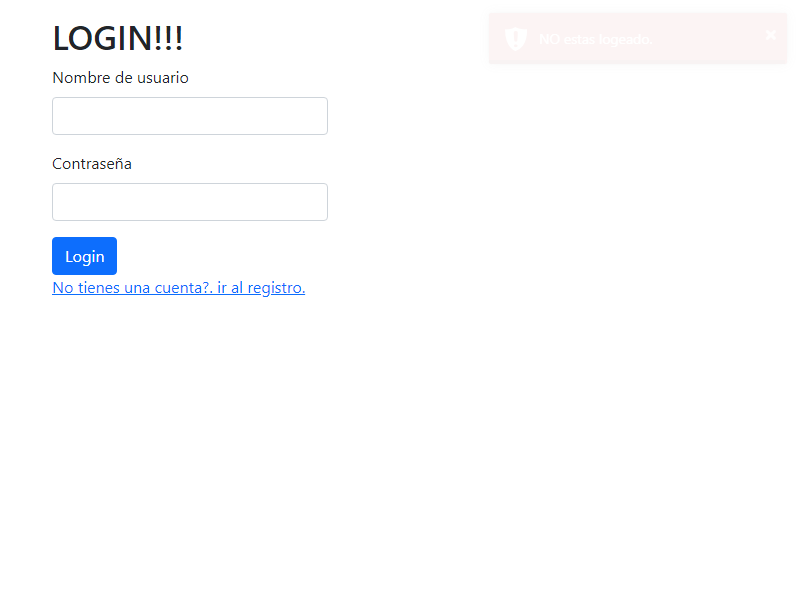 LOGIN!!!
NO estas logeado.
Nombre de usuario
Contraseña
Login
No tienes una cuenta?. ir al registro.